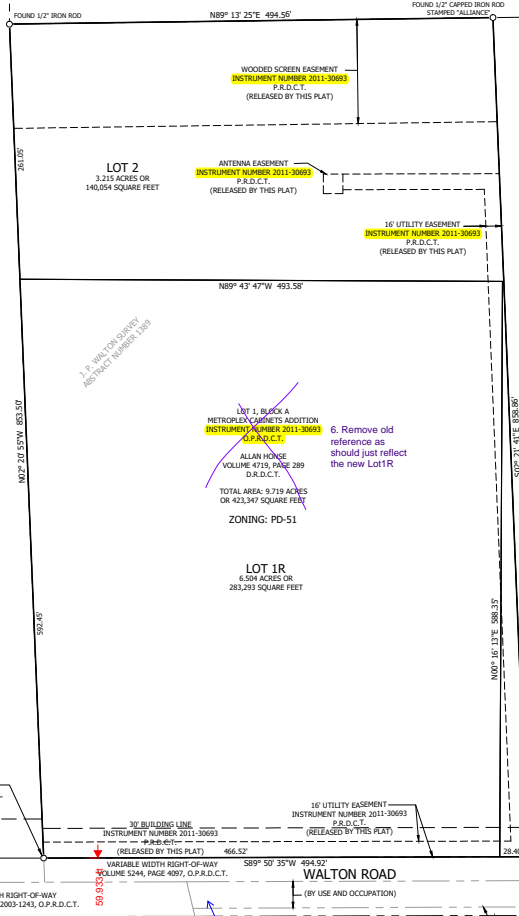 FOUND 1/2" IRON ROD
N89° 13' 25"E 494.56'
FOUND 1/2" CAPPED IRON ROD
STAMPED "ALLIANCE"
WOODED SCREEN EASEMENT
INSTRUMENT NUMBER 2011-30693
P.R.D.C.T.
(RELEASED BY THIS PLAT)
261.05'
LOT 2
3.215 ACRES OR
140,054 SQUARE FEET
ANTENNA EASEMENT
INSTRUMENT NUMBER 2011-30693
P.R.D.C.T.
(RELEASED BY THIS PLAT)
16' UTILITY EASEMENT
INSTRUMENT NUMBER 2011-30693
P.R.D.C.T.
(RELEASED BY THIS PLAT)
N89° 43' 47"W 493.58'
J. P. WALTON SURVEY
ABSTRACT NUMBER 1389
N02° 20' 55"W 853.50'
S02° 21' 41"E 858.86'
LOT 1, BLOCK A
METROPLEX CABINETS ADDITION
INSTRUMENT NUMBER 2011-30693
O.P.R.D.C.T.
ALLAN HOWSE
VOLUME 4719, PAGE 289
D.R.D.C.T.
TOTAL AREA: 9.719 ACRES
OR 423,347 SQUARE FEET
6. Remove old
reference as
should just reflect
the new Lot1R
ZONING: PD-51
LOT 1R
6.504 ACRES OR
283,293 SQUARE FEET
592.45'
N00° 16' 13"E 588.35'
16' UTILITY EASEMENT
INSTRUMENT NUMBER 2011-30693
P.R.D.C.T.
(RELEASED BY THIS PLAT)
30' BUILDING LINE
INSTRUMENT NUMBER 2011-30693
P.R.D.C.T.
(RELEASED BY THIS PLAT)
466.52'
28.40
S89° 50' 35"W 494.92'
VARIABLE WIDTH RIGHT-OF-WAY
VOLUME 5244, PAGE 4097, O.P.R.D.C.T.
WALTON ROAD
(BY USE AND OCCUPATION)
59.933
H RIGHT-OF-WAY
2003-1243, O.P.R.D.C.T.